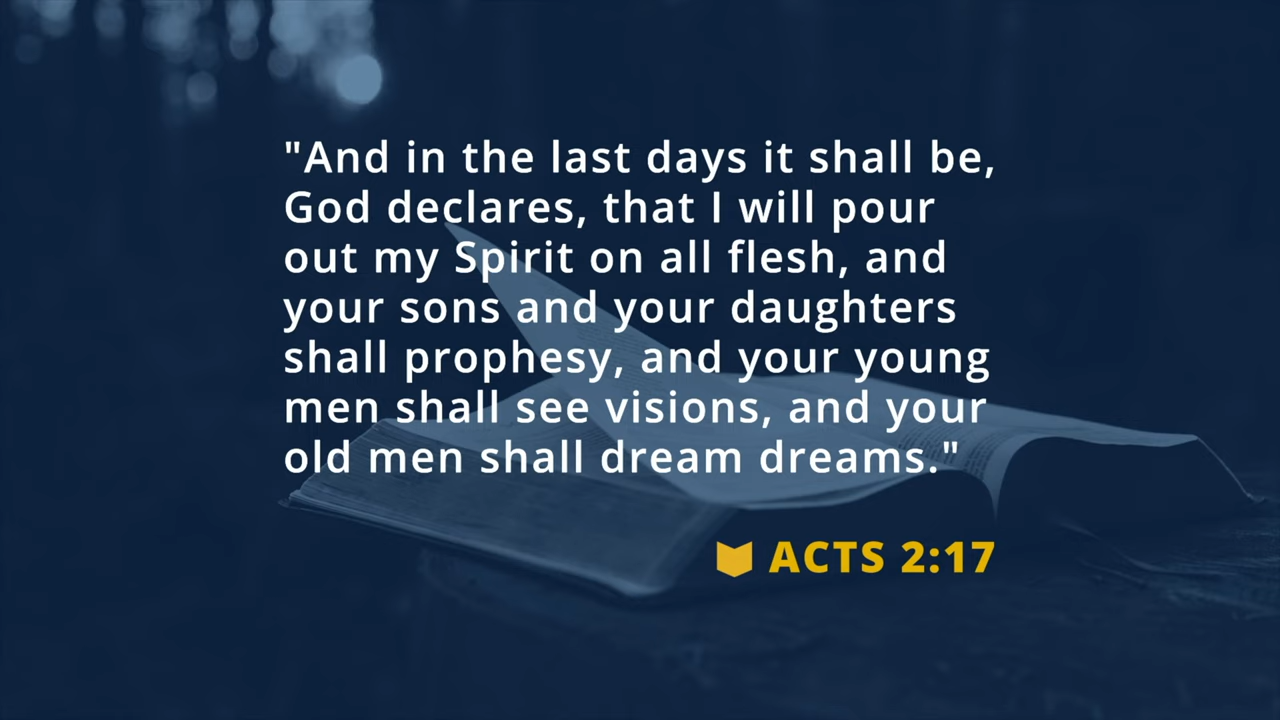 "And in the last days it shall be,
God declares, that I will pour
out my Spirit on all flesh, and
your sons and your daughters
shall prophesy, and your young
men shall see visions, and your
old men shall dream dreams."
ACTS 2:17